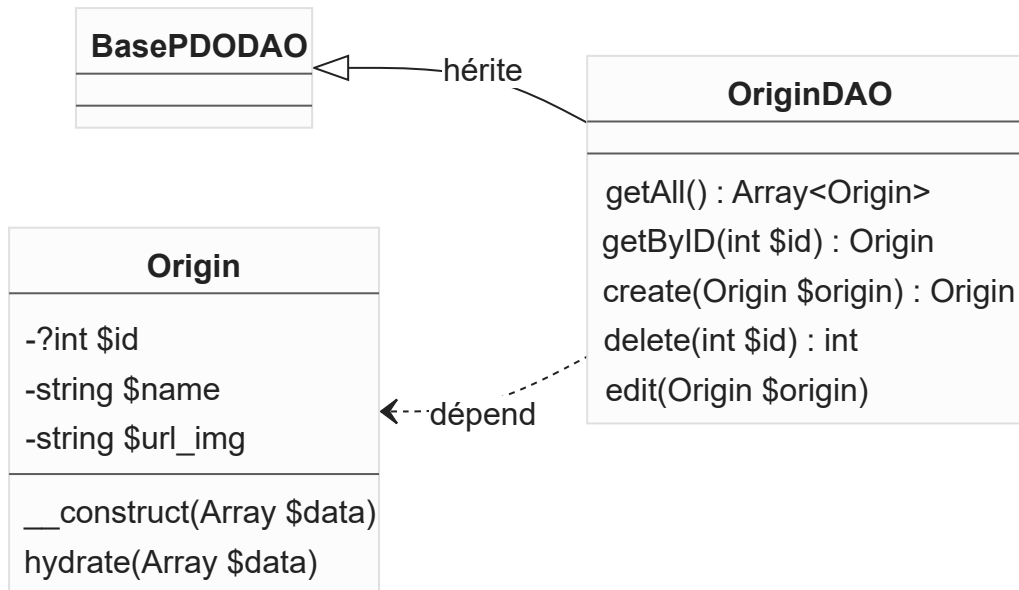 BasePDODAO
hérite
OriginDAO
getAll() : Array<Origin>
getByID(int $id) : Origin
create(Origin $origin) : Origin
delete(int $id) : int
edit(Origin $origin)
Origin
-?int $id
-string $name
-string $url_img
__construct(Array $data)
hydrate(Array $data)
dépend